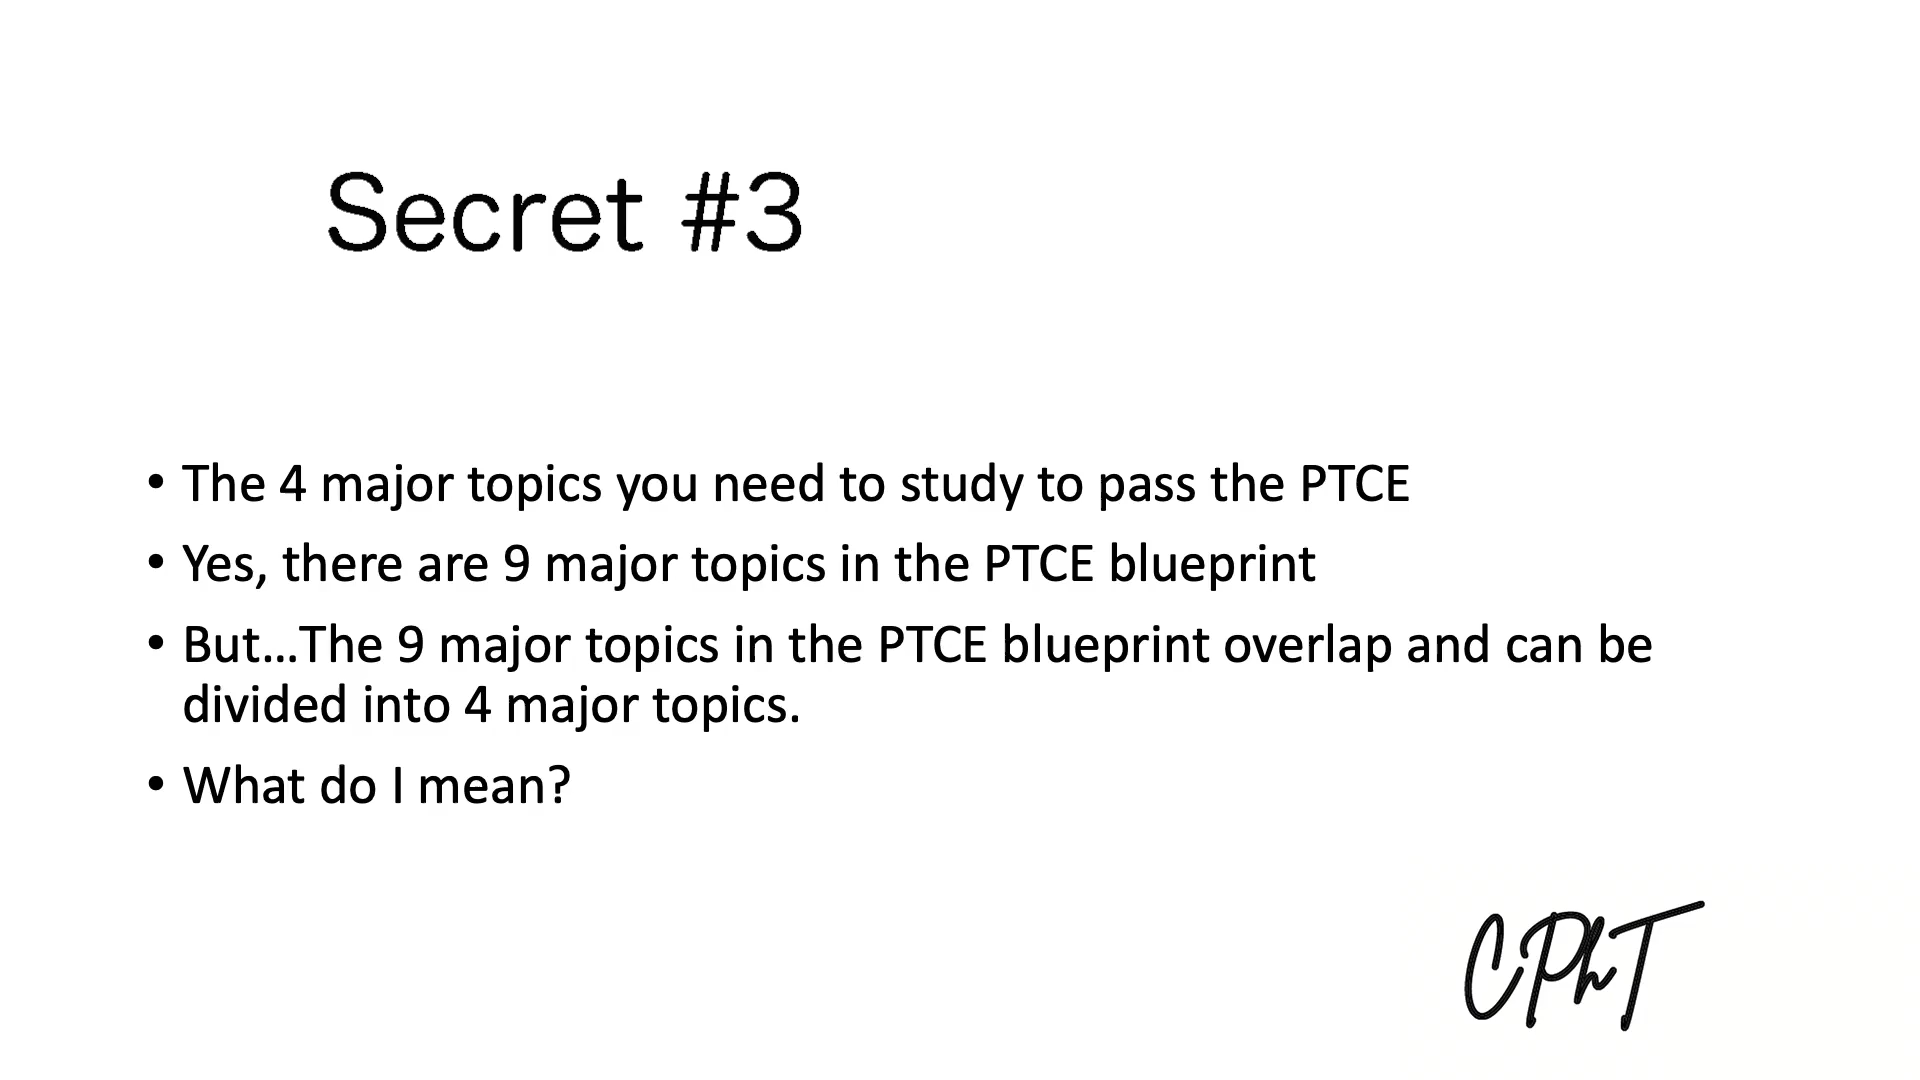 Secret #3
• The 4 major topics you need to study to pass the PTCE
• Yes, there are 9 major topics in the PTCE blueprint
• But...The 9 major topics in the PTCE blueprint overlap and can be
divided into 4 major topics.
• What do I mean?
CPhT